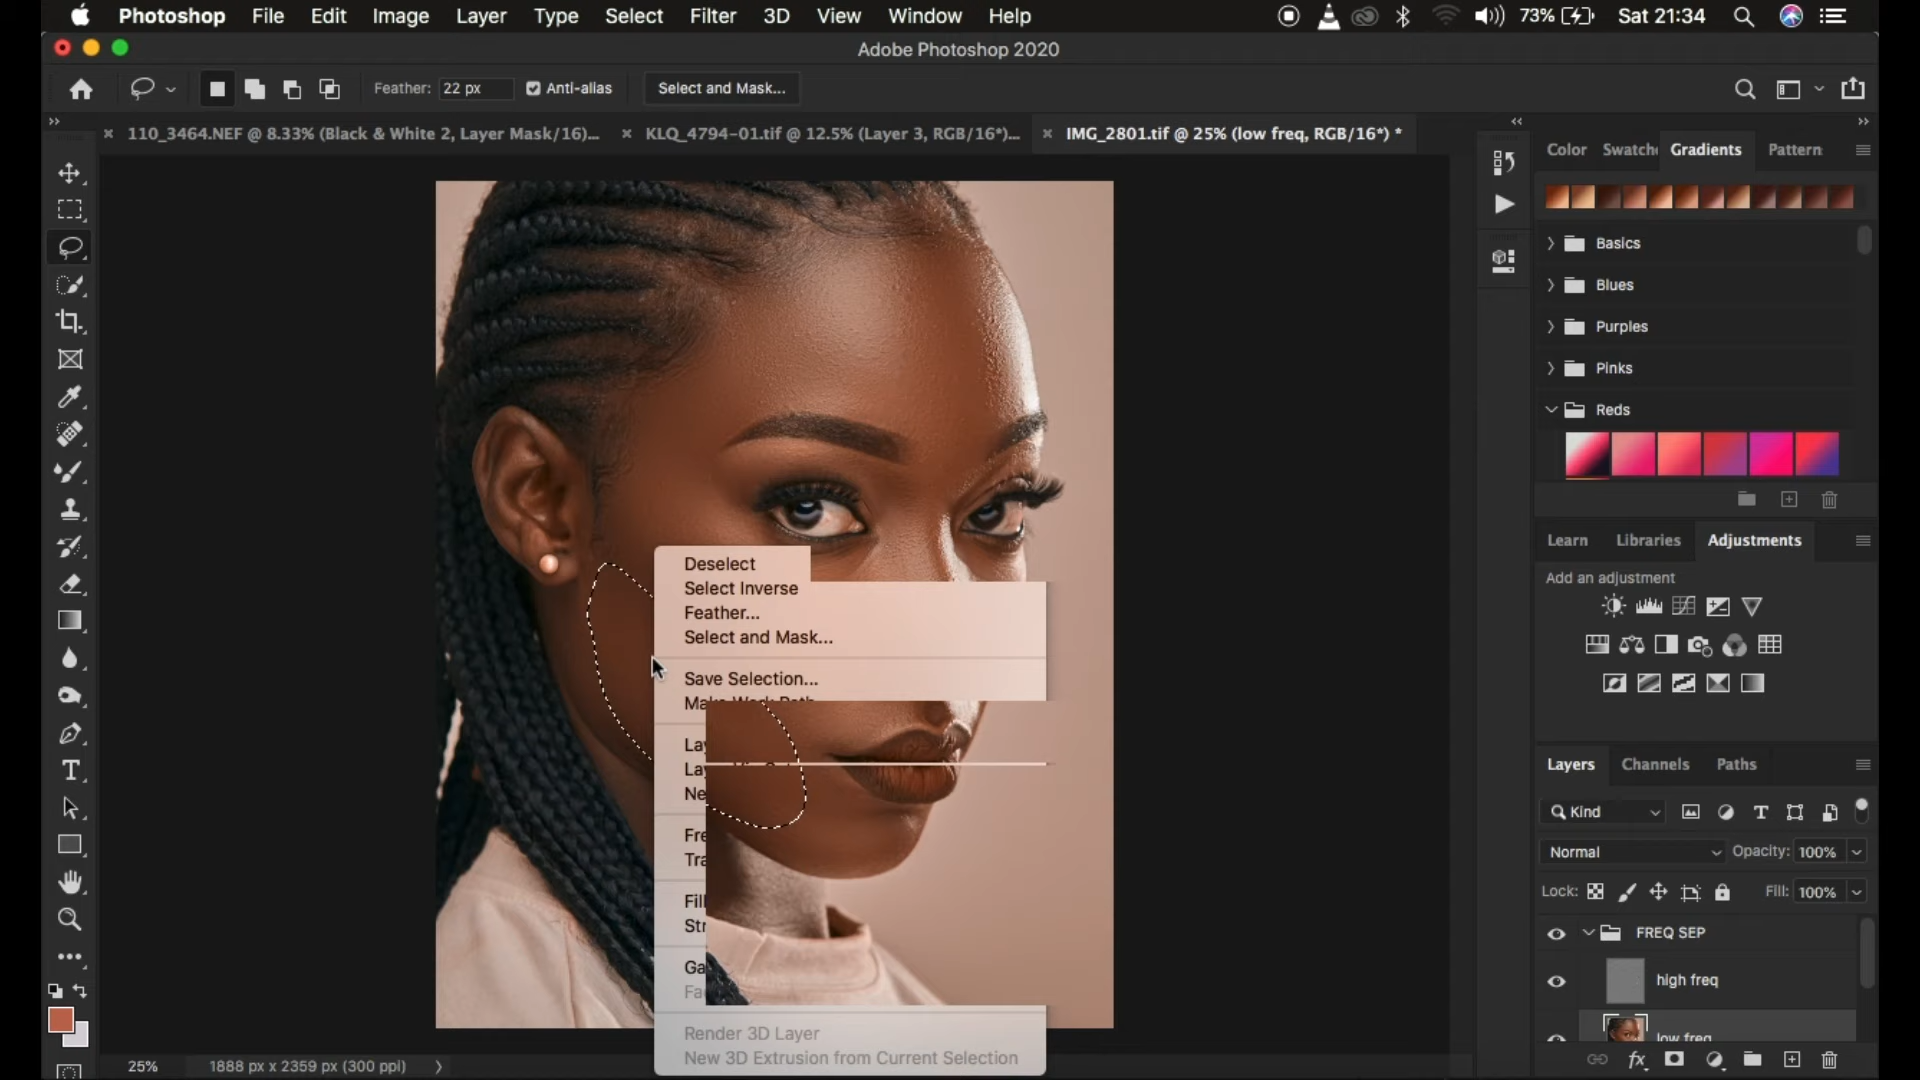 Photoshop File Edit Image Layer Type Select Filter 3D View Window Help 73% Sat 21:34
Adobe Photoshop 2020
Feather: 22 px Anti-alias Select and Mask...
110_3464.NEF @ 8.33% (Black & White 2, Layer Mask/16)... KLQ_4794-01.tif @ 12.5% (Layer 3, RGB/16*)... IMG_2801.tif @ 25% (low freq, RGB/16*) *
Color Swatche Gradients Pattern
Basics
Blues
Purples
Pinks
Reds
Learn Libraries Adjustments
Add an adjustment
Deselect
Select Inverse
Feather...
Select and Mask...
Save Selection...
Make Work Path
Lay
Lay
Ne
Fre
Tra
Fill
Str
Ga
Fac
Render 3D Layer
New 3D Extrusion from Current Selection
Layers Channels Paths
Kind
Normal Opacity: 100%
Lock: Fill: 100%
FREQ SEP
high freq
low freq
25% 1888 px x 2359 px (300 ppi)